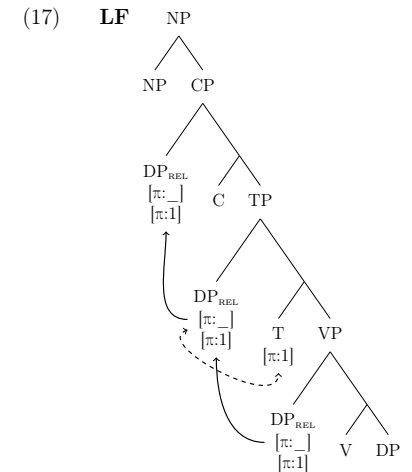 (17) LF NP
NP CP
DP_REL
[π:_]
[π:1]
C TP
DP_REL
[π:_]
[π:1]
T VP
[π:1]
DP_REL
[π:_]
[π:1]
V DP